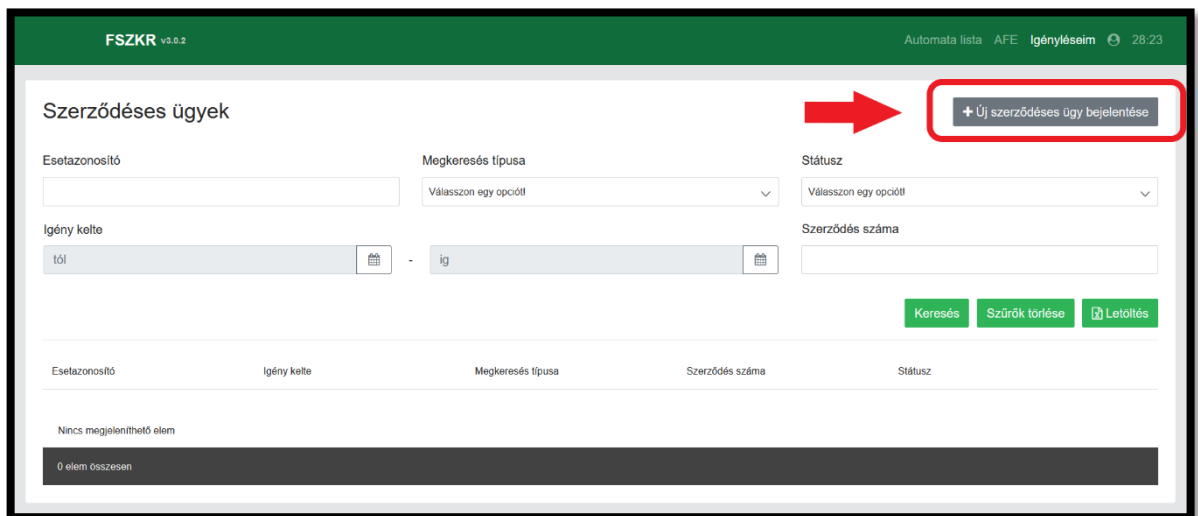 FSZKR v3.0.2
Automata lista AFE Igényléseim 28:23
Szerződéses ügyek
+ Új szerződéses ügy bejelentése
Esetazonosító Megkeresés típusa Státusz
Válasszon egy opciót! Válasszon egy opciót!
Igény kelte Szerződés száma
tól - ig
Keresés Szűrők törlése Letöltés
Esetazonosító Igény kelte Megkeresés típusa Szerződés száma Státusz
Nincs megjeleníthető elem
0 elem összesen